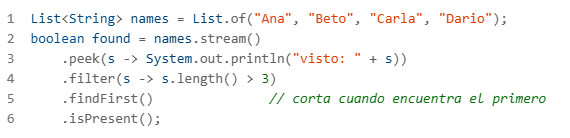 1 List<String> names = List.of("Ana", "Beto", "Carla", "Dario");
2 boolean found = names.stream()
3     .peek(s -> System.out.println("visto: " + s))
4     .filter(s -> s.length() > 3)
5     .findFirst()               // corta cuando encuentra el primero
6     .isPresent();